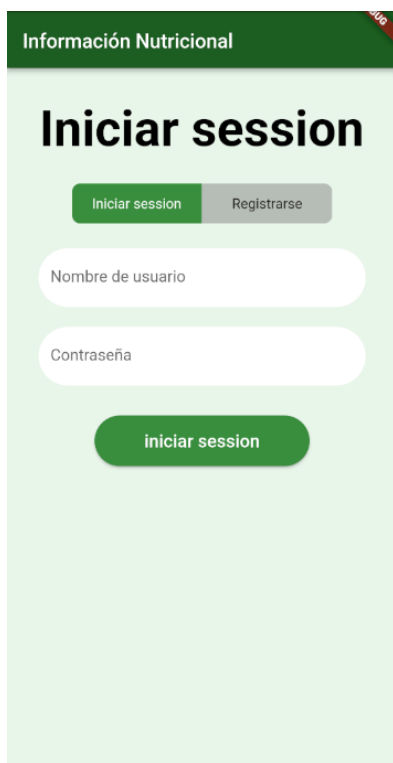 Información Nutricional
Iniciar session
Iniciar session Registrarse
Nombre de usuario
Contraseña
iniciar session